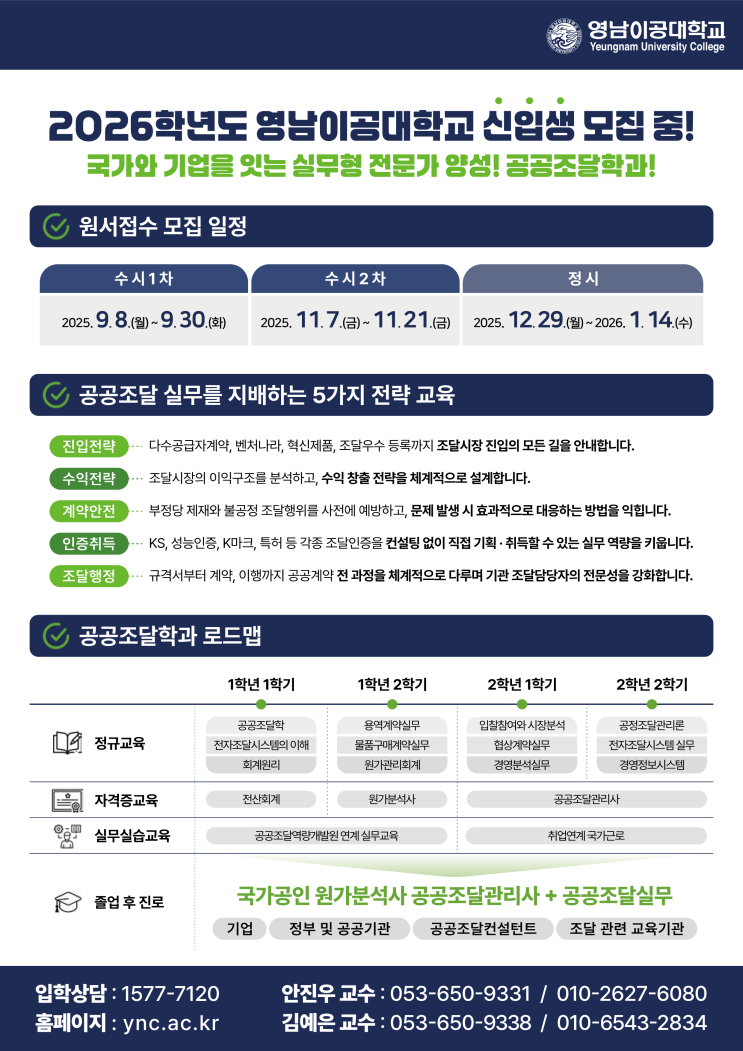 영남이공대학교
Yeungnam University College
2026학년도 영남이공대학교 신입생 모집 중!
국가와 기업을 잇는 실무형 전문가 양성! 공공조달학과!
원서접수 모집 일정
수시1차 수시2차 정시
2025. 9. 8.(월) ~ 9. 30.(화) 2025. 11. 7.(금) ~ 11. 21.(금) 2025. 12. 29.(월) ~ 2026. 1. 14.(수)
공공조달 실무를 지배하는 5가지 전략 교육
진입전략 ··· 다수공급자계약, 벤처나라, 혁신제품, 조달우수 등록까지 조달시장 진입의 모든 길을 안내합니다.
수익전략 ··· 조달시장의 이익구조를 분석하고, 수익 창출 전략을 체계적으로 설계합니다.
계약안전 ··· 부정당 제재와 불공정 조달행위를 사전에 예방하고, 문제 발생 시 효과적으로 대응하는 방법을 익힙니다.
인증취득 ··· KS, 성능인증, K마크, 특허 등 각종 조달인증을 컨설팅 없이 직접 기획 · 취득할 수 있는 실무 역량을 키웁니다.
조달행정 ··· 규격서부터 계약, 이행까지 공공계약 전 과정을 체계적으로 다루며 기관 조달담당자의 전문성을 강화합니다.
공공조달학과 로드맵
1학년 1학기 1학년 2학기 2학년 1학기 2학년 2학기
정규교육
공공조달학 용역계약실무 입찰참여와 시장분석 공정조달관리론
전자조달시스템의 이해 물품구매계약실무 협상계약실무 전자조달시스템 실무
회계원리 원가관리회계 경영분석실무 경영정보시스템
자격증교육 전산회계 원가분석사 공공조달관리사
실무실습교육 공공조달역량개발원 연계 실무교육 취업연계 국가근로
졸업 후 진로
국가공인 원가분석사 공공조달관리사 + 공공조달실무
기업 정부 및 공공기관 공공조달컨설턴트 조달 관련 교육기관
입학상담 : 1577-7120 안진우 교수 : 053-650-9331 / 010-2627-6080
홈페이지 : ync.ac.kr 김예은 교수 : 053-650-9338 / 010-6543-2834